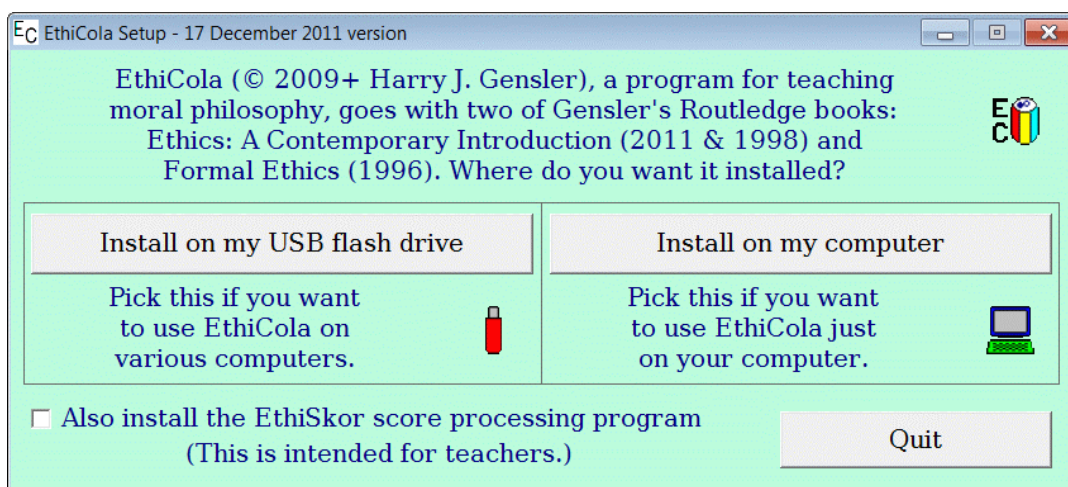 EC EthiCola Setup - 17 December 2011 version
EthiCola (© 2009+ Harry J. Gensler), a program for teaching
moral philosophy, goes with two of Gensler's Routledge books:
Ethics: A Contemporary Introduction (2011 & 1998) and
Formal Ethics (1996). Where do you want it installed?
E
C
Install on my USB flash drive
Pick this if you want
to use EthiCola on
various computers.
Install on my computer
Pick this if you want
to use EthiCola just
on your computer.
Also install the EthiSkor score processing program
(This is intended for teachers.)
Quit